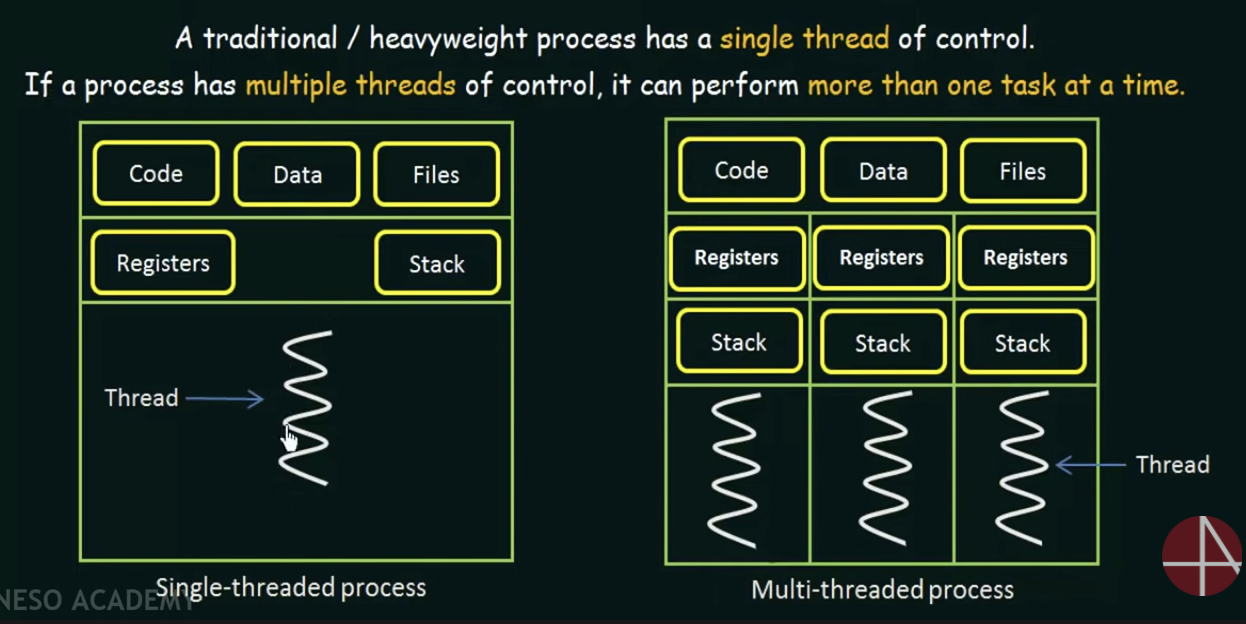 A traditional / heavyweight process has a single thread of control.
If a process has multiple threads of control, it can perform more than one task at a time.
Code
Data
Files
Registers
Stack
Thread
Single-threaded process
Code
Data
Files
Registers
Registers
Registers
Stack
Stack
Stack
Thread
Multi-threaded process
NESO ACADEMY